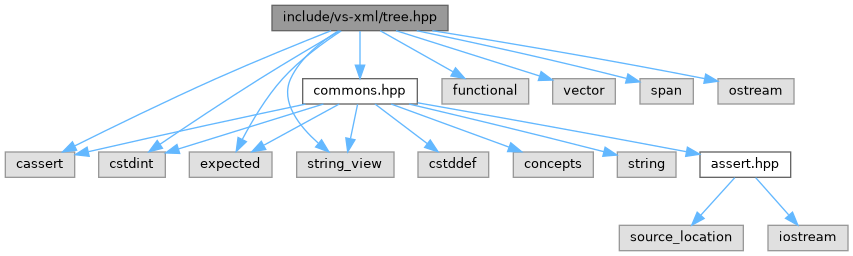 include/vs-xml/tree.hpp
commons.hpp
functional
vector
span
ostream
cassert
cstdint
expected
string_view
cstddef
concepts
string
assert.hpp
source_location
iostream